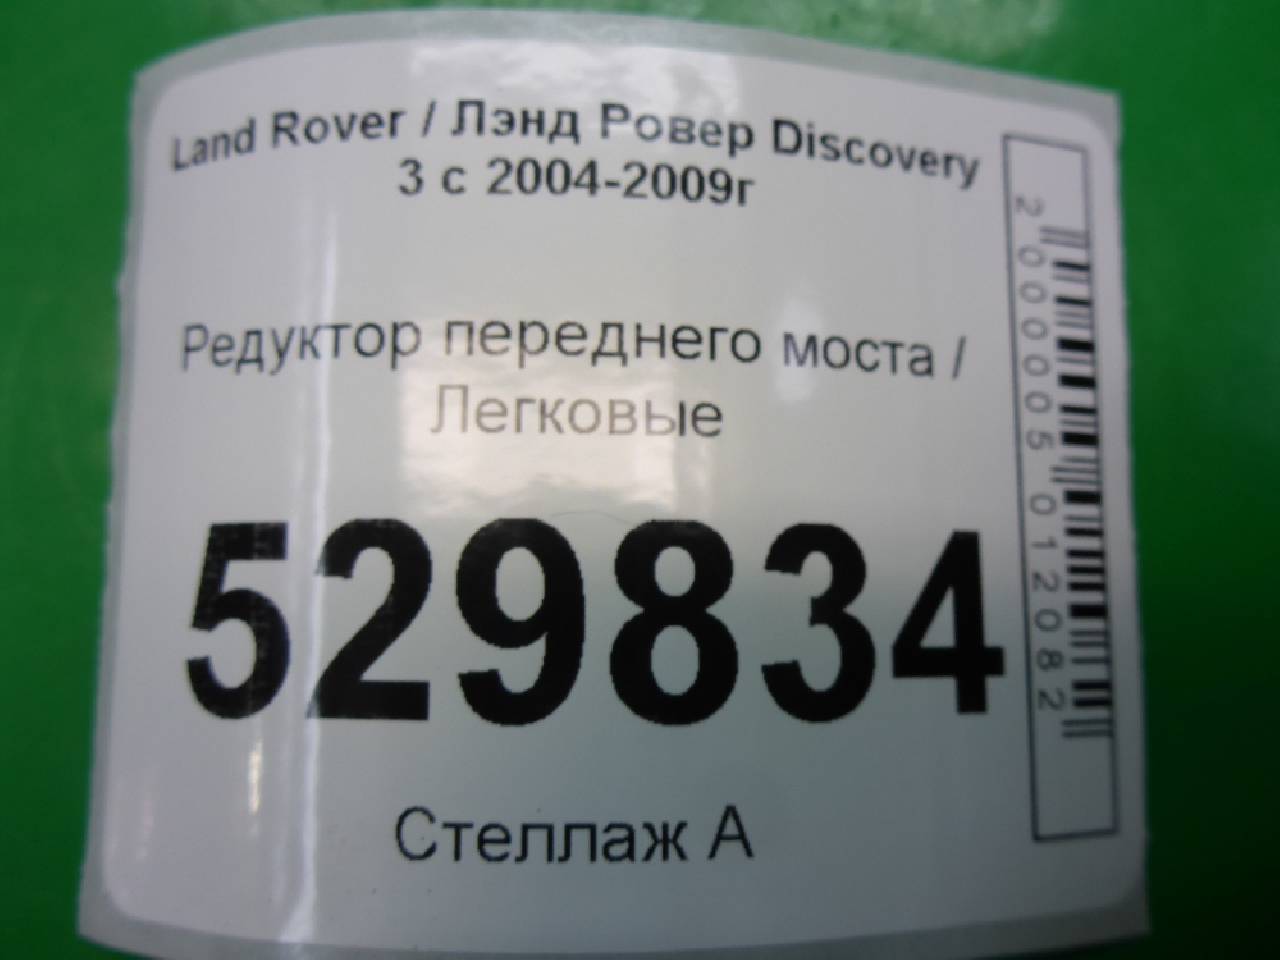 Land Rover / Лэнд Ровер Discovery
3 с 2004-2009г
Редуктор переднего моста /
Легковые
529834
Стеллаж А
2000005012082